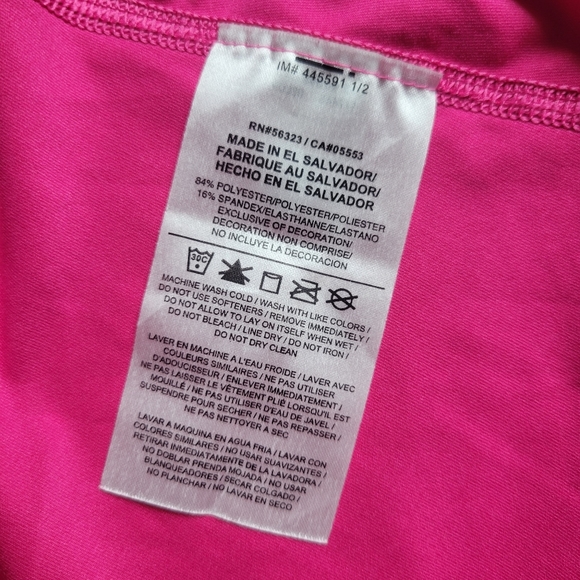 IM# 445591 1/2
RN#56323 / CA#05553
MADE IN EL SALVADOR/
FABRIQUE AU SALVADOR/
HECHO EN EL SALVADOR
84% POLYESTER/POLYESTER/POLIESTER
16% SPANDEX/ELASTHANNE/ELASTANO
EXCLUSIVE OF DECORATION/
DECORATION NON COMPRISE/
NO INCLUYE LA DECORACION
30C
MACHINE WASH COLD / WASH WITH LIKE COLORS /
DO NOT USE SOFTENERS / REMOVE IMMEDIATELY /
DO NOT ALLOW TO LAY ON ITSELF WHEN WET /
DO NOT BLEACH / LINE DRY / DO NOT IRON /
DO NOT DRY CLEAN
LAVER EN MACHINE A L'EAU FROIDE / LAVER AVEC
COULEURS SIMILAIRES / NE PAS UTILISER
D'ADOUCISSEUR / ENLEVER IMMEDIATEMENT /
NE PAS LAISSER LE VÊTEMENT PLIÉ LORSQU'IL EST
MOUILLÉ / NE PAS UTILISER D'EAU DE JAVEL /
SUSPENDRE POUR SECHER / NE PAS REPASSER /
NE PAS NETTOYER A SEC
LAVAR A MAQUINA EN AGUA FRIA / LAVAR CON
COLORES SIMILARES / NO USAR SUAVIZANTES /
RETIRAR INMEDIATAMENTE DE LA LAVADORA /
NO DOBLAR PRENDA MOJADA / NO USAR
BLANQUEADORES / SECAR COLGADO /
NO PLANCHAR / NO LAVAR EN SECO